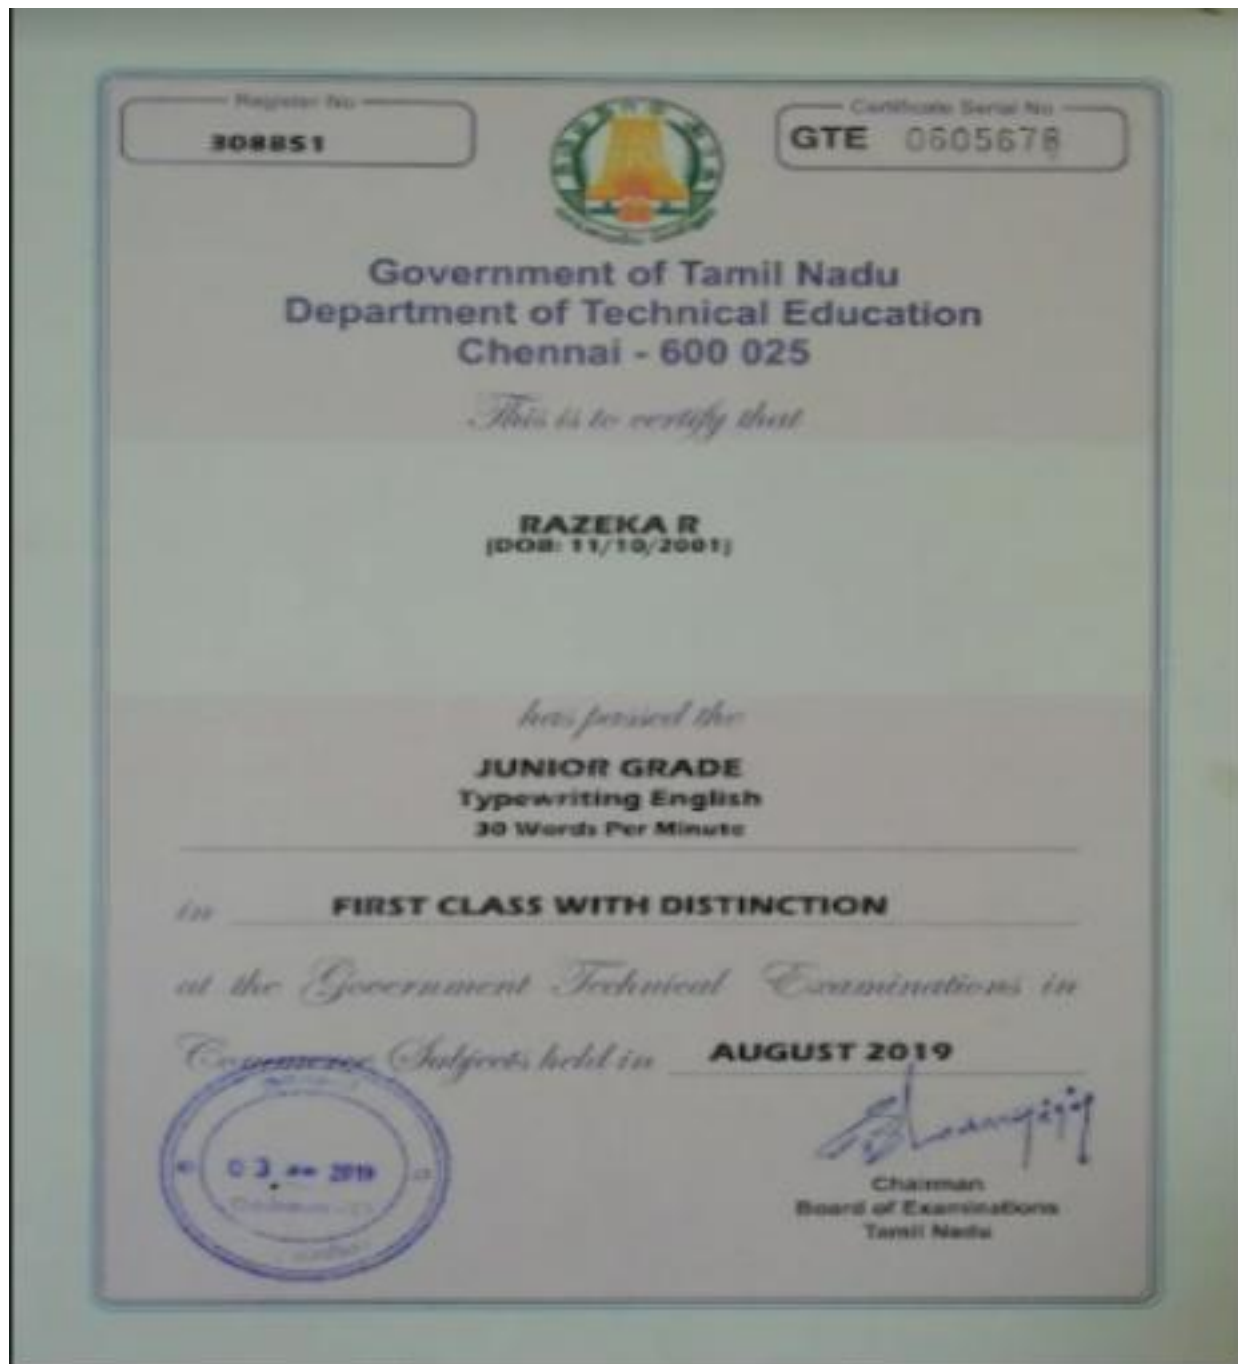 Register No
308851
Certificate Serial No
GTE 0605678
Government of Tamil Nadu
Department of Technical Education
Chennai - 600 025
This is to certify that
RAZEKA R
(DOB: 11/10/2001)
has passed the
JUNIOR GRADE
Typewriting English
30 Words Per Minute
in FIRST CLASS WITH DISTINCTION
at the Government Technical Examinations in
Commerce Subjects held in AUGUST 2019
03 2019
Chairman
Board of Examinations
Tamil Nadu